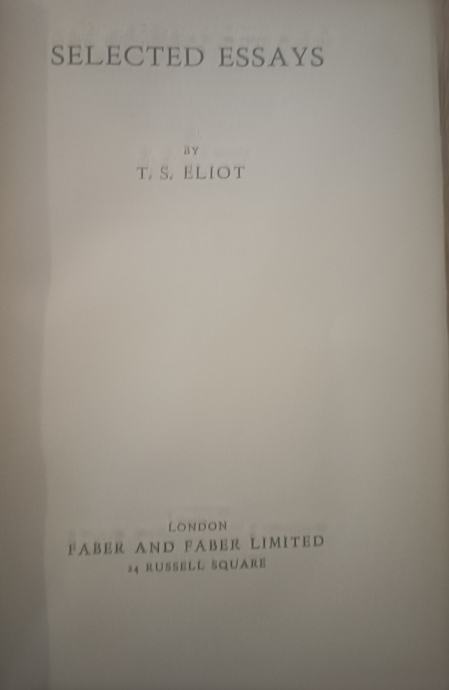 SELECTED ESSAYS
BY
T. S. ELIOT
LONDON
FABER AND FABER LIMITED
24 RUSSELL SQUARE